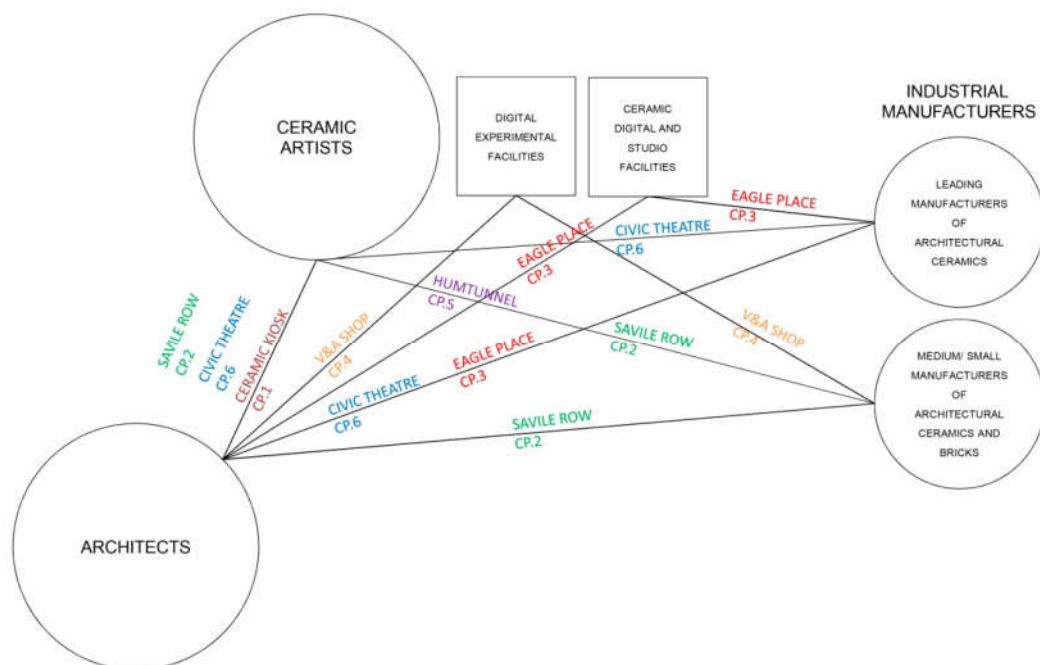 CERAMIC
ARTISTS
DIGITAL
EXPERIMENTAL
FACILITIES
CERAMIC
DIGITAL AND
STUDIO
FACILITIES
INDUSTRIAL
MANUFACTURERS
LEADING
MANUFACTURERS
OF
ARCHITECTURAL
CERAMICS
EAGLE PLACE
CP.3
CIVIC THEATRE
CP.6
EAGLE PLACE
CP.3
HUMTUNNEL
CP.5
SAVILE ROW
CP.2
CIVIC THEATRE
CP.6
CERAMIC KIOSK
CP.1
V&A SHOP
CP.4
EAGLE PLACE
CP.3
SAVILE ROW
CP.2
V&A SHOP
CP.4
CIVIC THEATRE
CP.6
SAVILE ROW
CP.2
MEDIUM/ SMALL
MANUFACTURERS
OF
ARCHITECTURAL
CERAMICS AND
BRICKS
ARCHITECTS